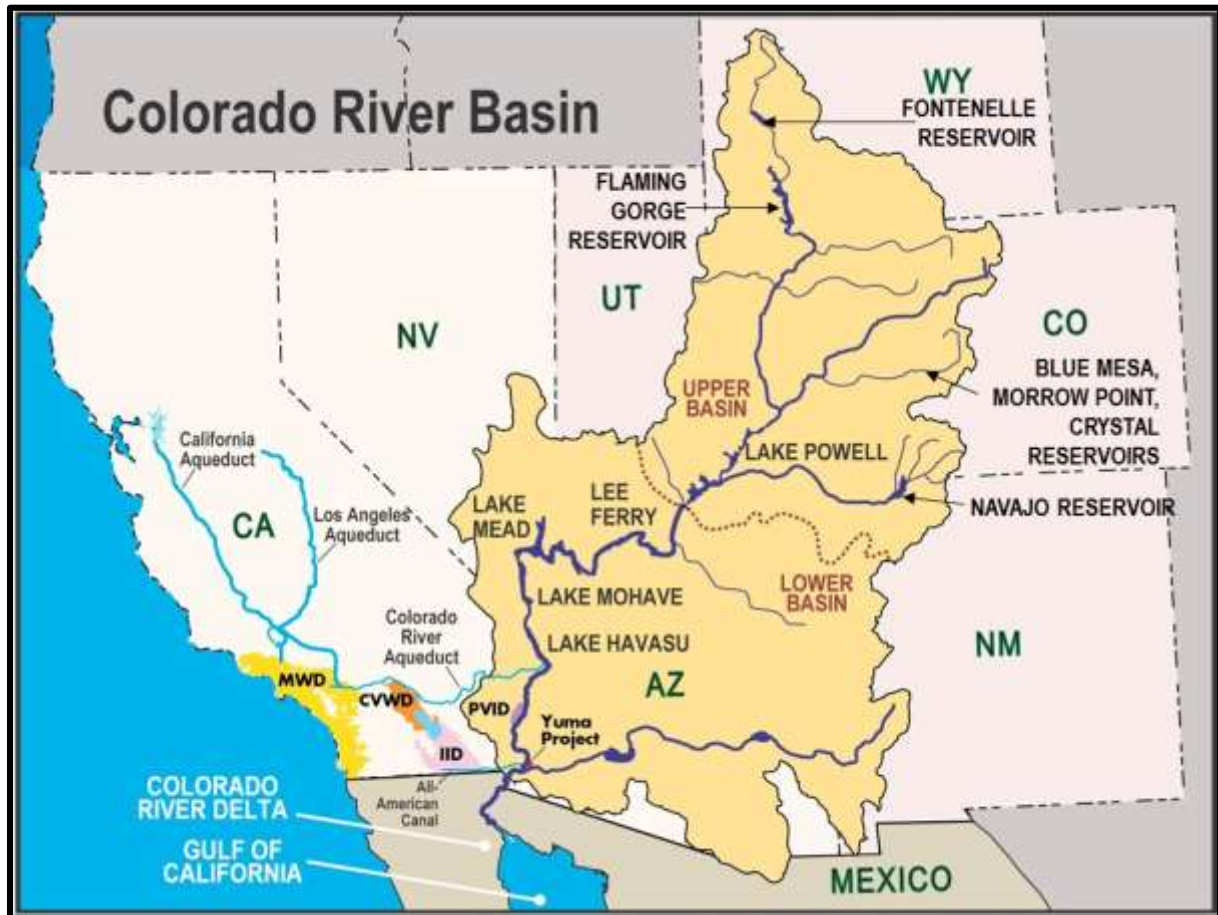 Colorado River Basin
WY
FONTENELLE
RESERVOIR
FLAMING
GORGE
RESERVOIR
UT
NV
CO
BLUE MESA,
MORROW POINT,
CRYSTAL
RESERVOIRS
UPPER
BASIN
California
Aqueduct
LAKE POWELL
LAKE
MEAD
LEE
FERRY
NAVAJO RESERVOIR
CA
Los Angeles
Aqueduct
LOWER
BASIN
LAKE MOHAVE
Colorado
River
Aqueduct
LAKE HAVASU
NM
AZ
MWD
CVWD
PVID
Yuma
Project
IID
All-
American
Canal
COLORADO
RIVER DELTA
GULF OF
CALIFORNIA
MEXICO